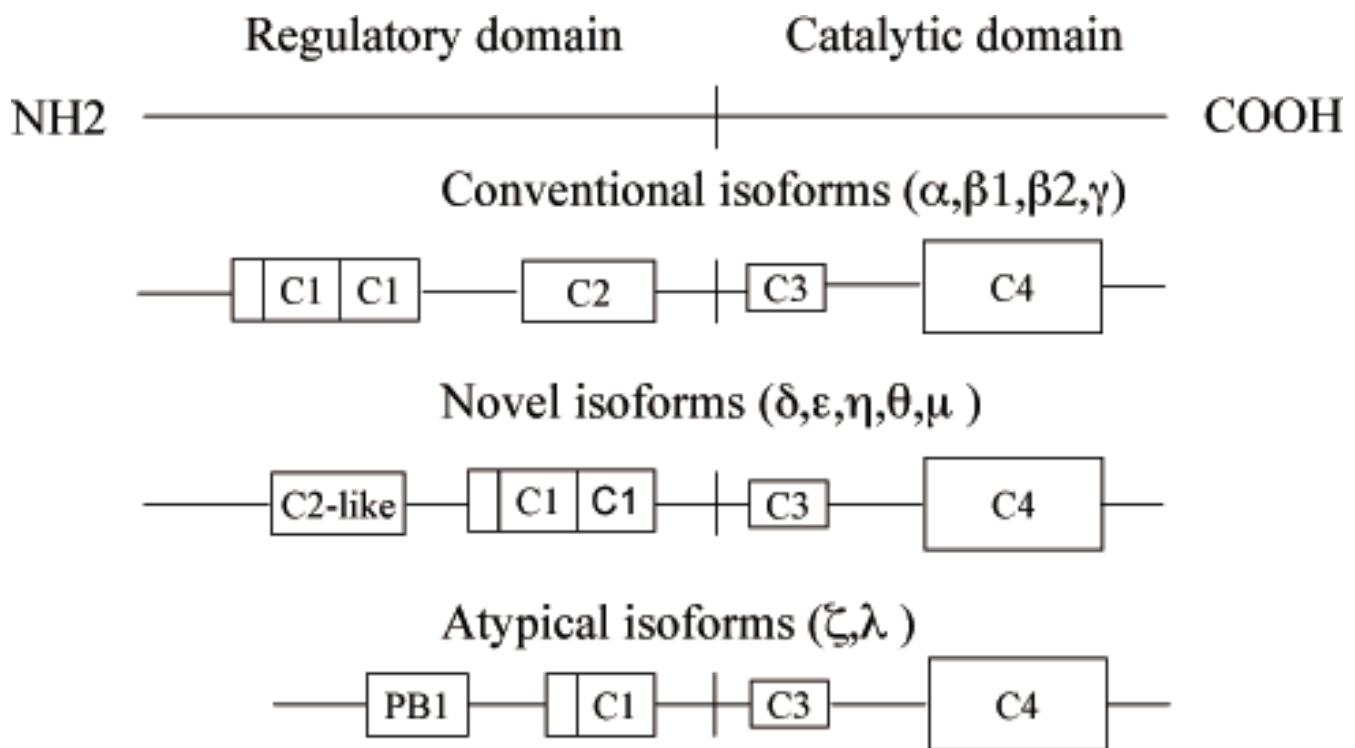 Regulatory domain Catalytic domain
NH2 COOH
Conventional isoforms (α,β1,β2,γ)
C1 C1 C2 C3 C4
Novel isoforms (δ,ε,η,θ,μ )
C2-like C1 C1 C3 C4
Atypical isoforms (ζ,λ )
PB1 C1 C3 C4